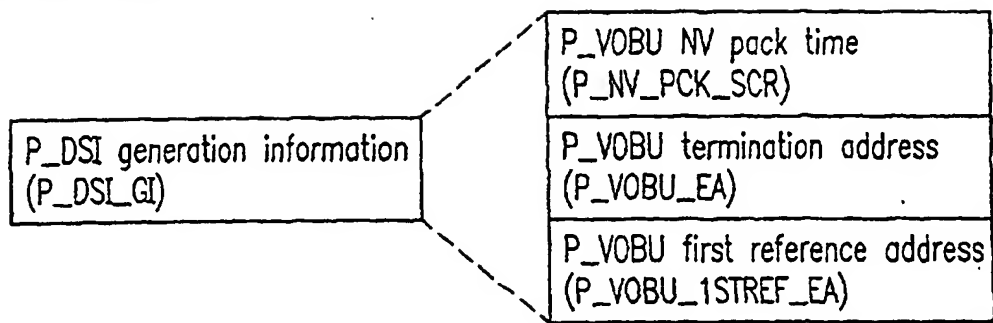 P_DSI generation information
(P_DSI_GI)
P_VOBU NV pack time
(P_NV_PCK_SCR)
P_VOBU termination address
(P_VOBU_EA)
P_VOBU first reference address
(P_VOBU_1STREF_EA)